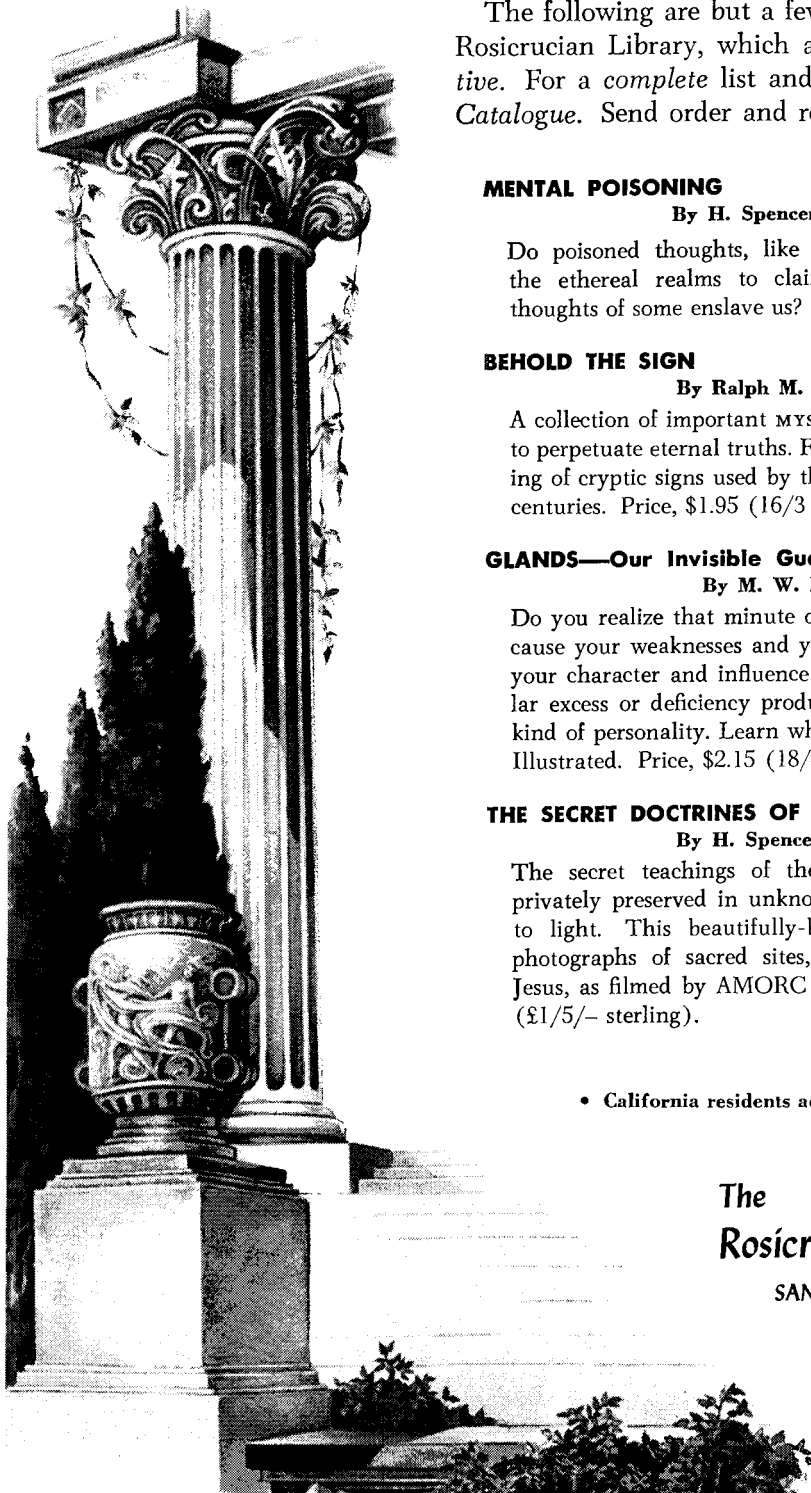 The following are but a few
Rosicrucian Library, which a
tive. For a complete list and
Catalogue. Send order and re
MENTAL POISONING
By H. Spencer
Do poisoned thoughts, like
the ethereal realms to clai
thoughts of some enslave us?
BEHOLD THE SIGN
By Ralph M.
A collection of important MYS
to perpetuate eternal truths. F
ing of cryptic signs used by th
centuries. Price, $1.95 (16/3
GLANDS—Our Invisible Gua
By M. W.
Do you realize that minute
cause your weaknesses and y
your character and influence
lar excess or deficiency produ
kind of personality. Learn wh
Illustrated. Price, $2.15 (18/
THE SECRET DOCTRINES OF
By H. Spence
The secret teachings of the
privately preserved in unkno
to light. This beautifully-
photographs of sacred sites,
Jesus, as filmed by AMORC
(£1/5/– sterling).
• California residents a
The
Rosicr
SAN